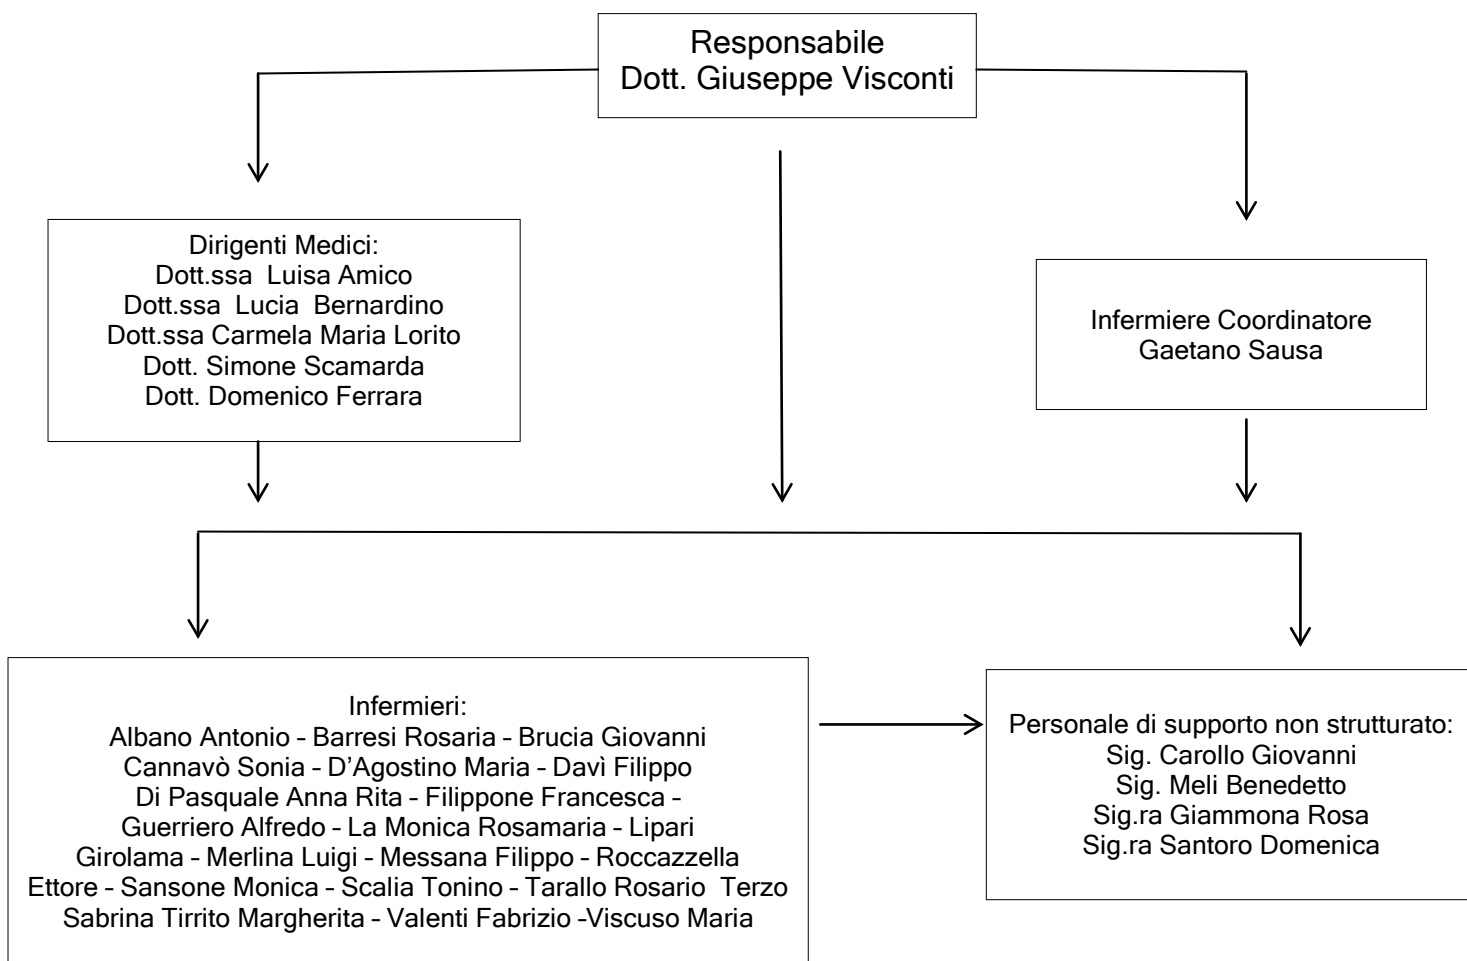 Responsabile
Dott. Giuseppe Visconti
Dirigenti Medici:
Dott.ssa Luisa Amico
Dott.ssa Lucia Bernardino
Dott.ssa Carmela Maria Lorito
Dott. Simone Scamarda
Dott. Domenico Ferrara
Infermiere Coordinatore
Gaetano Sausa
Infermieri:
Albano Antonio – Barresi Rosaria – Brucia Giovanni
Cannavò Sonia – D’Agostino Maria – Davì Filippo
Di Pasquale Anna Rita – Filippone Francesca –
Guerriero Alfredo – La Monica Rosamaria – Lipari
Girolama – Merlina Luigi – Messana Filippo – Roccazzella
Ettore – Sansone Monica – Scalia Tonino – Tarallo Rosario Terzo
Sabrina Tirrito Margherita – Valenti Fabrizio –Viscuso Maria
Personale di supporto non strutturato:
Sig. Carollo Giovanni
Sig. Meli Benedetto
Sig.ra Giammona Rosa
Sig.ra Santoro Domenica